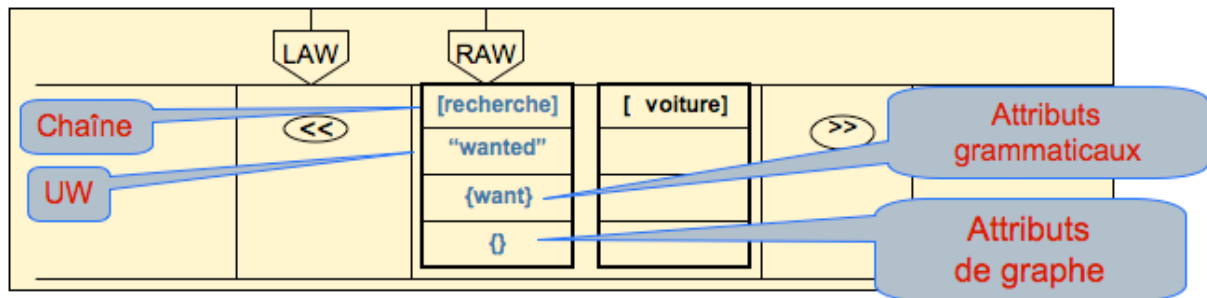 LAW
RAW
Chaîne
UW
<<
[recherche]
“wanted”
{want}
{}
[ voiture]
>>
Attributs
grammaticaux
Attributs
de graphe